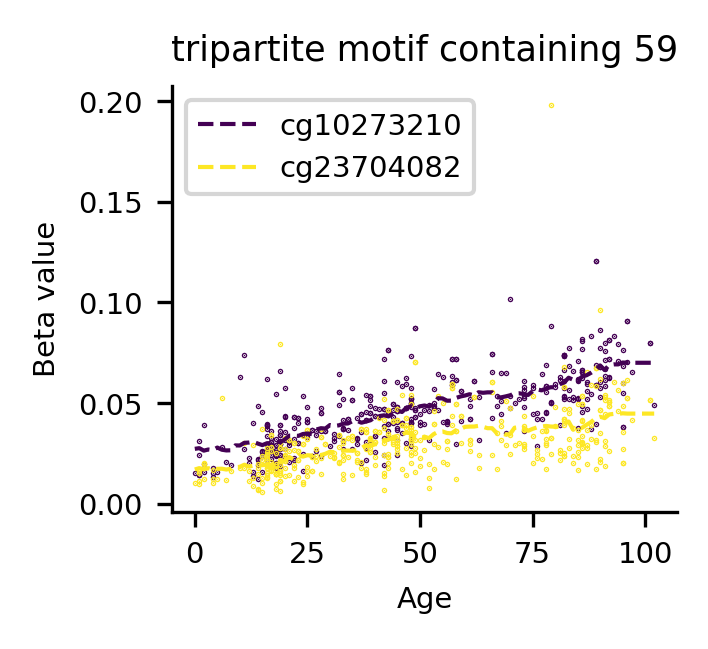 tripartite motif containing 59
0.20
0.15
0.10
0.05
0.00
Beta value
cg10273210
cg23704082
0 25 50 75 100
Age